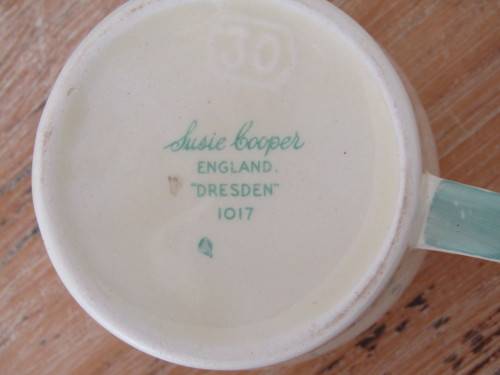 30
Susie Cooper
ENGLAND.
"DRESDEN"
1017